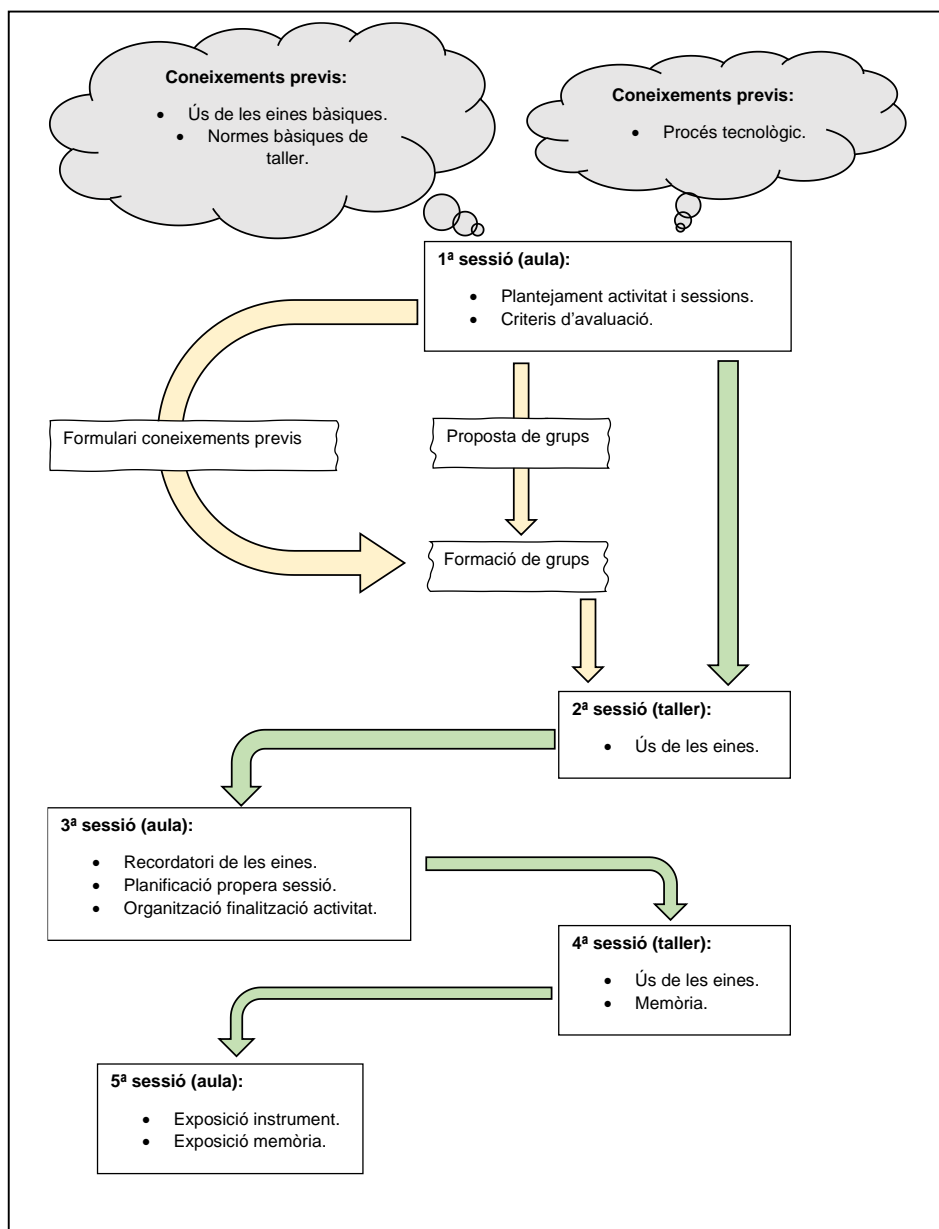 Coneixements previs:
• Ús de les eines bàsiques.
• Normes bàsiques de
taller.
Coneixements previs:
• Procés tecnològic.
1ª sessió (aula):
• Plantejament activitat i sessions.
• Criteris d’avaluació.
Formulari coneixements previs
Proposta de grups
Formació de grups
2ª sessió (taller):
• Ús de les eines.
3ª sessió (aula):
• Recordatori de les eines.
• Planificació propera sessió.
• Organització finalització activitat.
4ª sessió (taller):
• Ús de les eines.
• Memòria.
5ª sessió (aula):
• Exposició instrument.
• Exposició memòria.